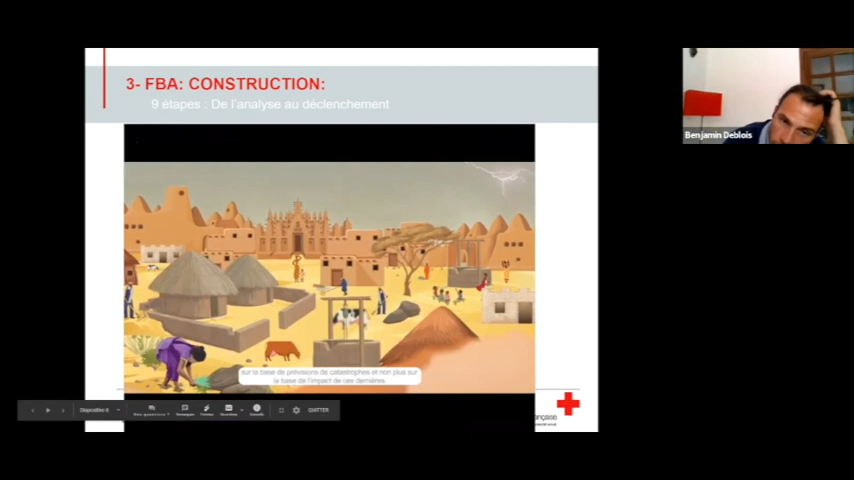 3- FBA: CONSTRUCTION:
9 étapes : De l'analyse au déclenchement
Benjamin Deblois
sur la base de prévisions de catastrophes et non plus sur
la base de l'impact de ces dernières
Diapositive 6
QUITTER